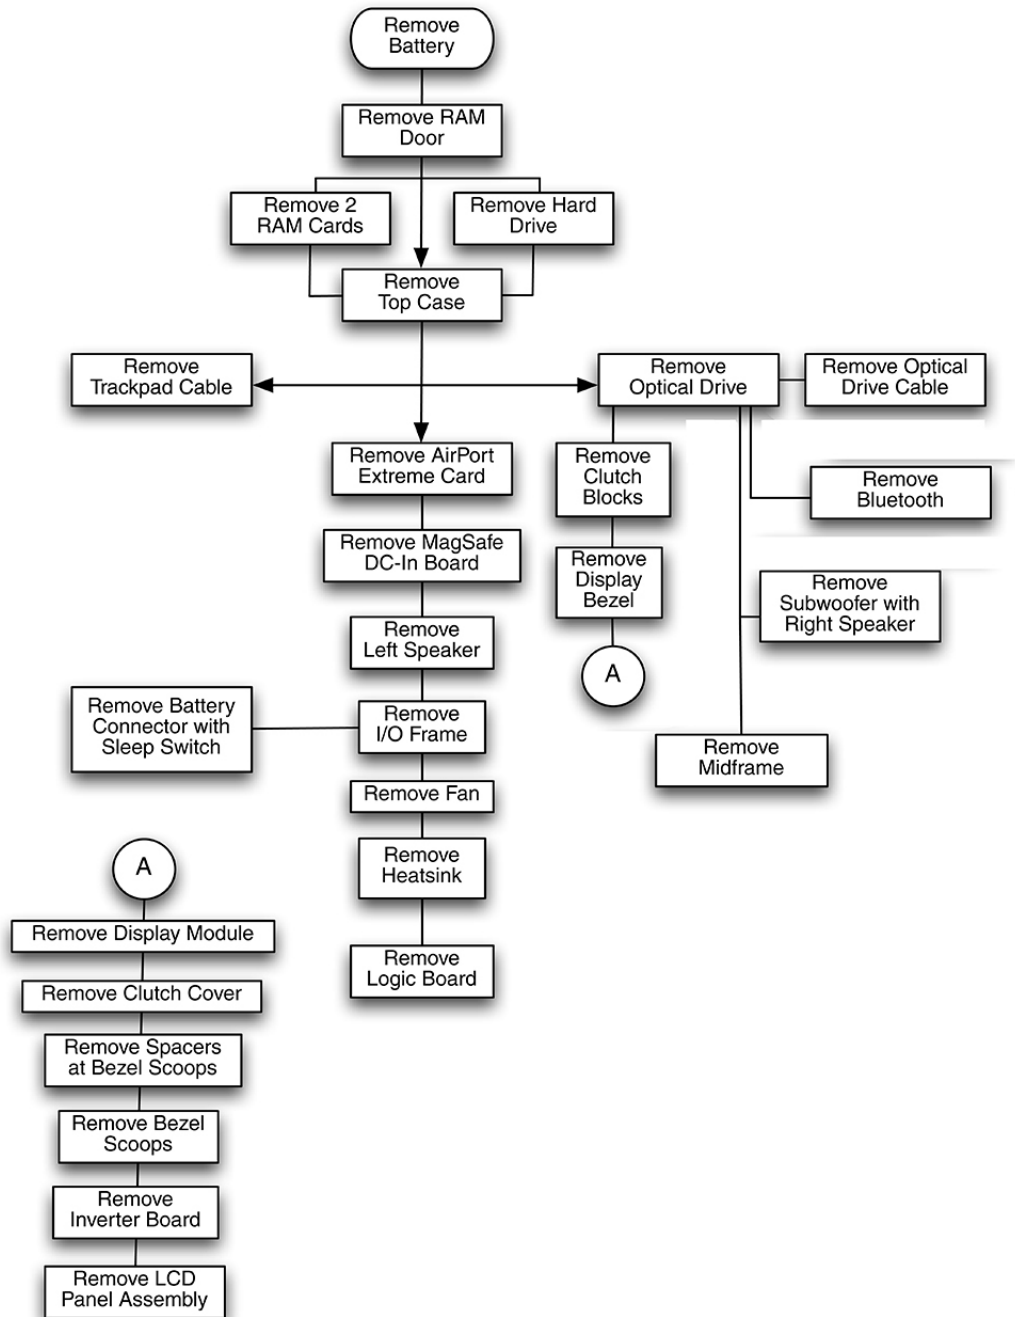 Remove
Battery
Remove RAM
Door
Remove 2
RAM Cards
Remove Hard
Drive
Remove
Top Case
Remove
Trackpad Cable
Remove
Optical Drive
Remove Optical
Drive Cable
Remove AirPort
Extreme Card
Remove
Clutch
Blocks
Remove
Bluetooth
Remove MagSafe
DC-In Board
Remove
Display
Bezel
Remove
Subwoofer with
Right Speaker
Remove
Left Speaker
A
Remove Battery
Connector with
Sleep Switch
Remove
I/O Frame
Remove
Midframe
Remove Fan
Remove
Heatsink
Remove
Logic Board
A
Remove Display Module
Remove Clutch Cover
Remove Spacers
at Bezel Scoops
Remove Bezel
Scoops
Remove
Inverter Board
Remove LCD
Panel Assembly